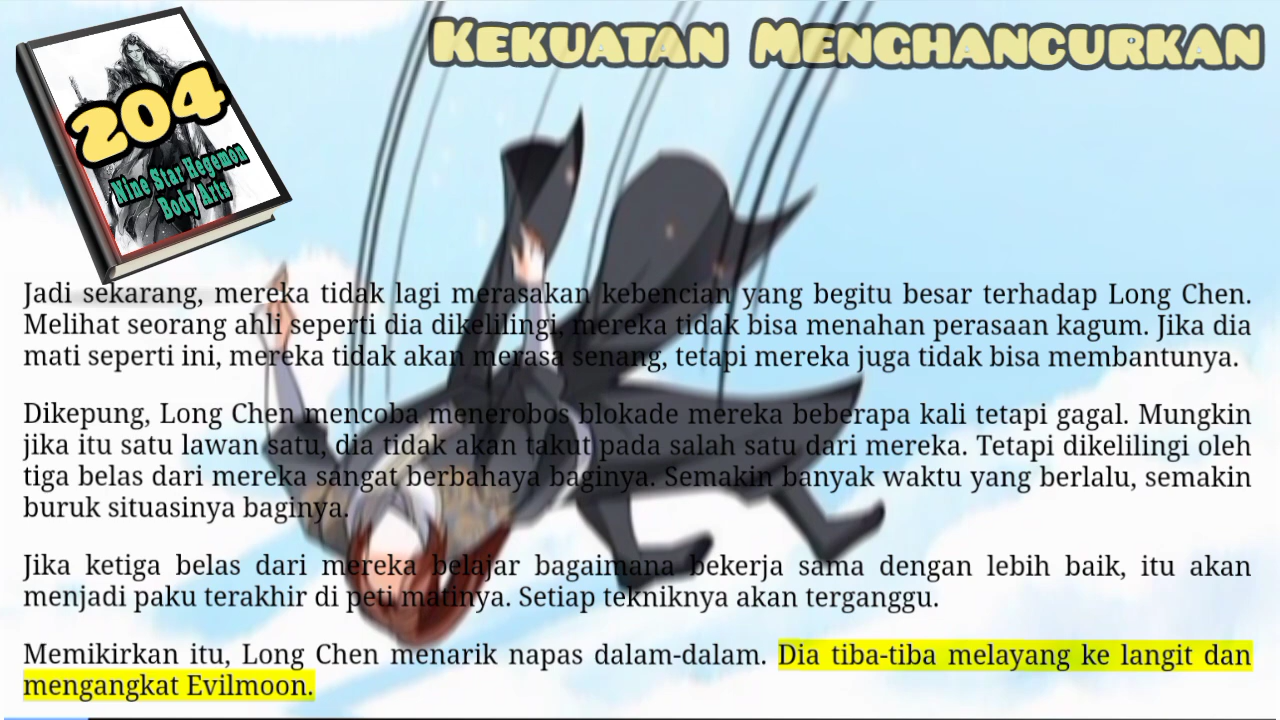 Kekuatan Menghancurkan
204
Nine Star Hegemon
Body Arts
Jadi sekarang, mereka tidak lagi merasakan kebencian yang begitu besar terhadap Long Chen.
Melihat seorang ahli seperti dia dikelilingi, mereka tidak bisa menahan perasaan kagum. Jika dia
mati seperti ini, mereka tidak akan merasa senang, tetapi mereka juga tidak bisa membantunya.
Dikepung, Long Chen mencoba menerobos blokade mereka beberapa kali tetapi gagal. Mungkin
jika itu satu lawan satu, dia tidak akan takut pada salah satu dari mereka. Tetapi dikelilingi oleh
tiga belas dari mereka sangat berbahaya baginya. Semakin banyak waktu yang berlalu, semakin
buruk situasinya baginya.
Jika ketiga belas dari mereka belajar bagaimana bekerja sama dengan lebih baik, itu akan
menjadi paku terakhir di peti matinya. Setiap tekniknya akan terganggu.
Memikirkan itu, Long Chen menarik napas dalam-dalam. Dia tiba-tiba melayang ke langit dan
mengangkat Evilmoon.